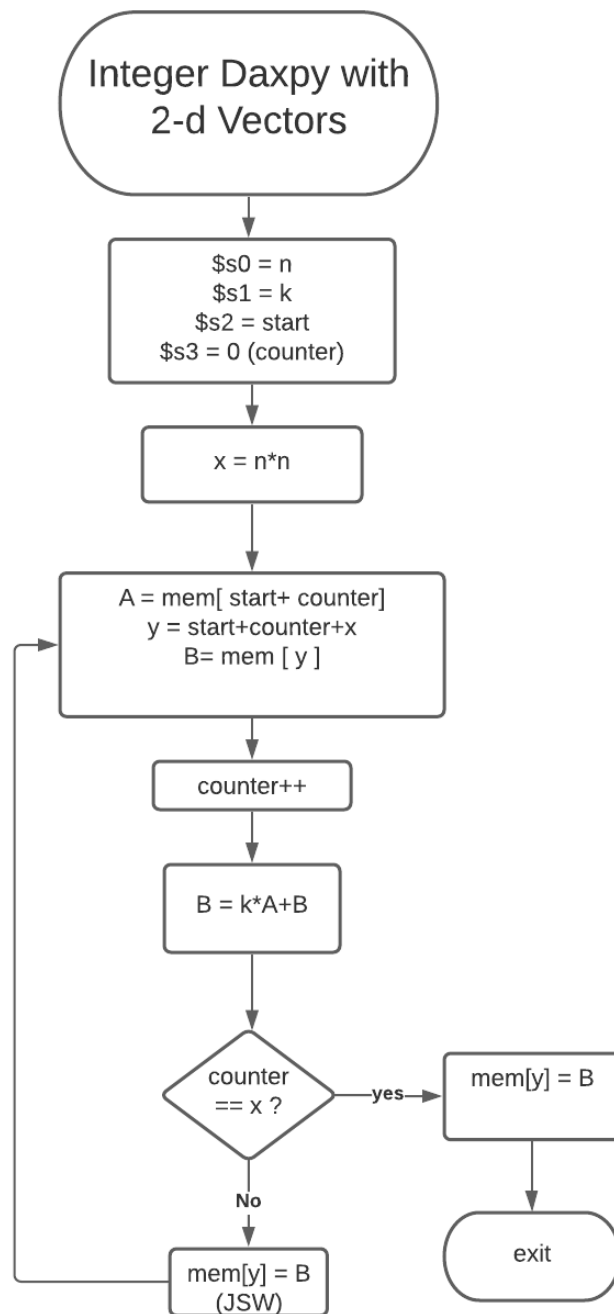 Integer Daxpy with
2-d Vectors
$s0 = n
$s1 = k
$s2 = start
$s3 = 0 (counter)
x = n*n
A = mem[ start+ counter]
y = start+counter+x
B= mem [ y ]
counter++
B = k*A+B
counter
== x ?
yes
mem[y] = B
No
exit
mem[y] = B
(JSW)